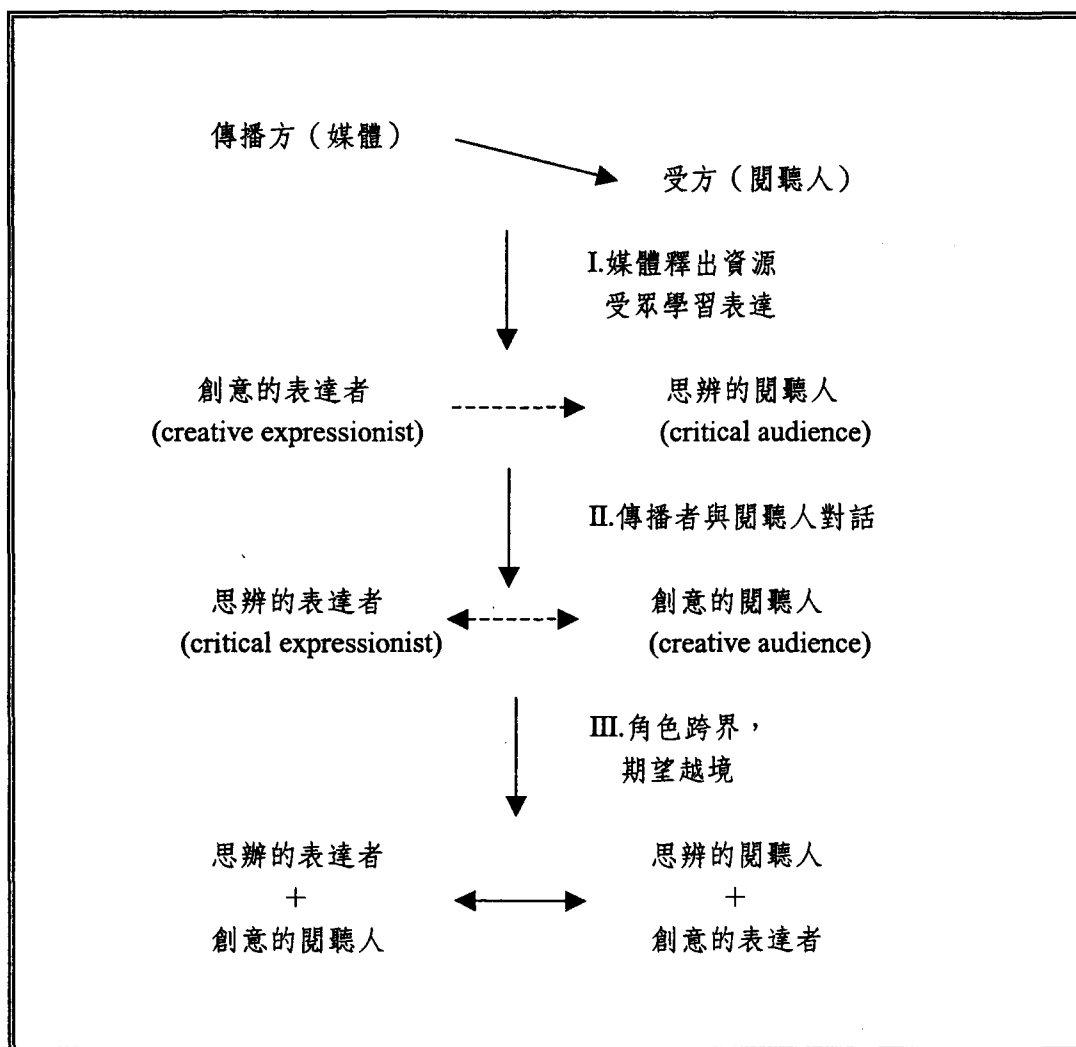 傳播方（媒體）
受方（閱聽人）
I.媒體釋出資源
受眾學習表達
創意的表達者
(creative expressionist)
思辨的閱聽人
(critical audience)
II.傳播者與閱聽人對話
思辨的表達者
(critical expressionist)
創意的閱聽人
(creative audience)
III.角色跨界，
期望越境
思辦的表達者
+
創意的閱聽人
思辨的閱聽人
+
創意的表達者